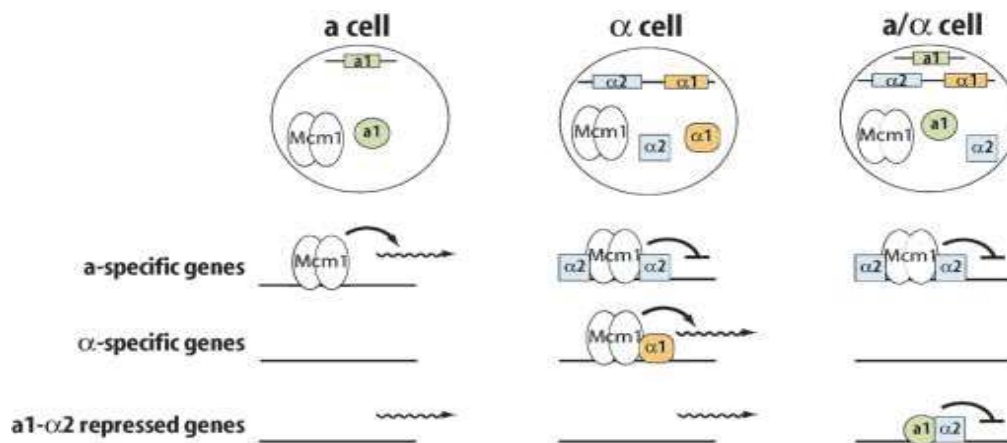 a cell α cell a/α cell
a1
α2 α1
a1
α2 α1
Mcm1 a1
Mcm1 α2 α1
Mcm1 a1 α2
a-specific genes
Mcm1
α2 Mcm1 α2
α2 Mcm1 α2
α-specific genes
Mcm1 α1
a1-α2 repressed genes
a1 α2